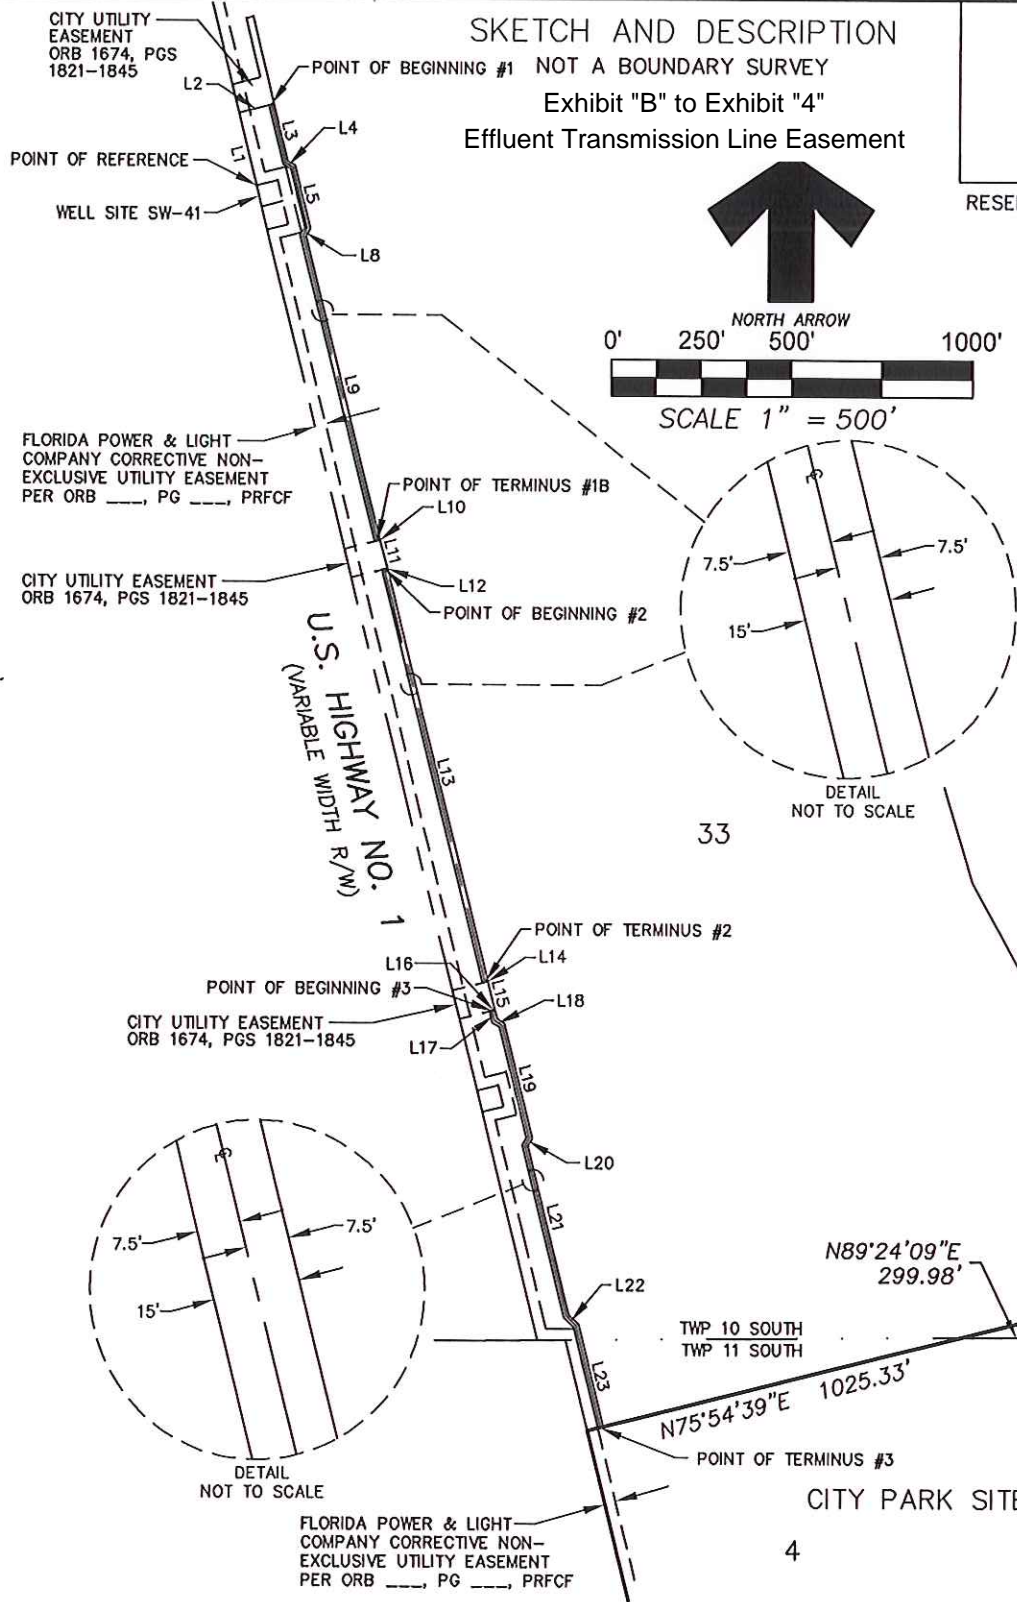 SKETCH AND DESCRIPTION
NOT A BOUNDARY SURVEY
Exhibit "B" to Exhibit "4"
Effluent Transmission Line Easement
CITY UTILITY
EASEMENT
ORB 1674, PGS
1821-1845
L2
POINT OF BEGINNING #1
L3
L4
L1
POINT OF REFERENCE
L5
WELL SITE SW-41
L8
RESE
NORTH ARROW
0' 250' 500' 1000'
SCALE 1" = 500'
L9
FLORIDA POWER & LIGHT
COMPANY CORRECTIVE NON-
EXCLUSIVE UTILITY EASEMENT
PER ORB ___, PG ___, PRFCF
POINT OF TERMINUS #1B
L10
L11
CITY UTILITY EASEMENT
ORB 1674, PGS 1821-1845
L12
POINT OF BEGINNING #2
7.5'
7.5'
15'
DETAIL
NOT TO SCALE
U.S. HIGHWAY NO. 1
(VARIABLE WIDTH R/W)
L13
33
POINT OF TERMINUS #2
L14
L16
L15
POINT OF BEGINNING #3
L18
CITY UTILITY EASEMENT
ORB 1674, PGS 1821-1845
L17
L19
L20
L21
7.5'
7.5'
15'
DETAIL
NOT TO SCALE
L22
N89°24'09"E
299.98'
TWP 10 SOUTH
TWP 11 SOUTH
L23
N75°54'39"E 1025.33'
POINT OF TERMINUS #3
CITY PARK SITE
4
FLORIDA POWER & LIGHT
COMPANY CORRECTIVE NON-
EXCLUSIVE UTILITY EASEMENT
PER ORB ___, PG ___, PRFCF